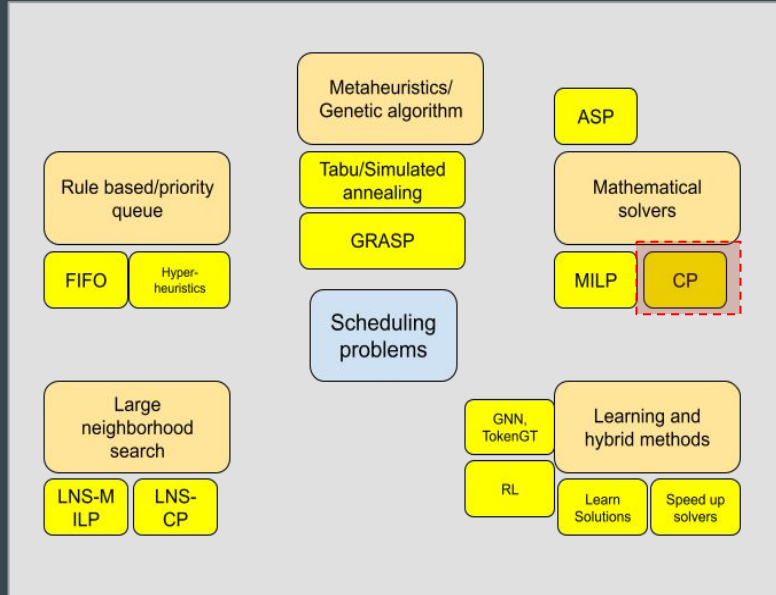 Metaheuristics/
Genetic algorithm
Tabu/Simulated
annealing
GRASP
ASP
Rule based/priority
queue
FIFO
Hyper-
heuristics
Mathematical
solvers
MILP
CP
Scheduling
problems
Large
neighborhood
search
LNS-M
ILP
LNS-
CP
GNN,
TokenGT
RL
Learning and
hybrid methods
Learn
Solutions
Speed up
solvers